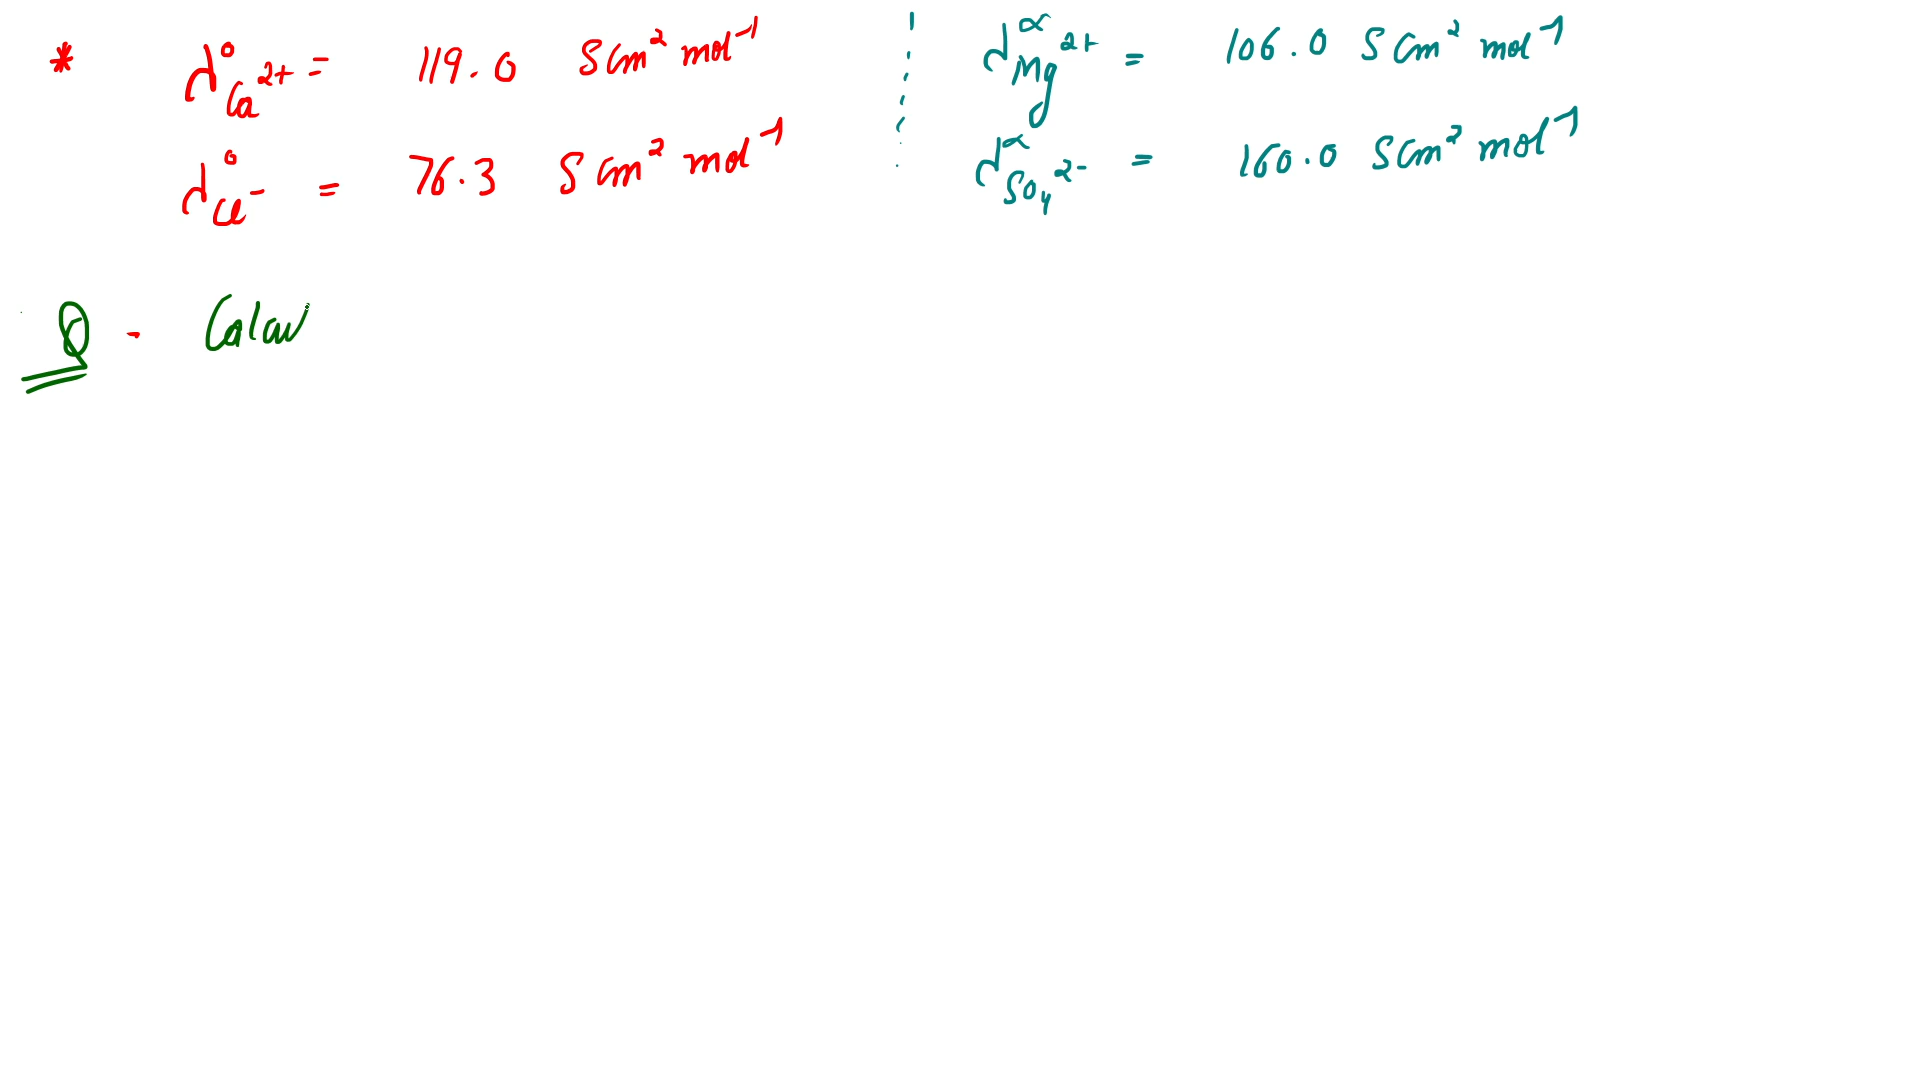 * λ°Ca²⁺ = 119.0 S cm² mol⁻¹
λ°Cl⁻ = 76.3 S cm² mol⁻¹
λ∝Mg²⁺ = 106.0 S cm² mol⁻¹
λ∝SO₄²⁻ = 160.0 S cm² mol⁻¹
Q - Calcu